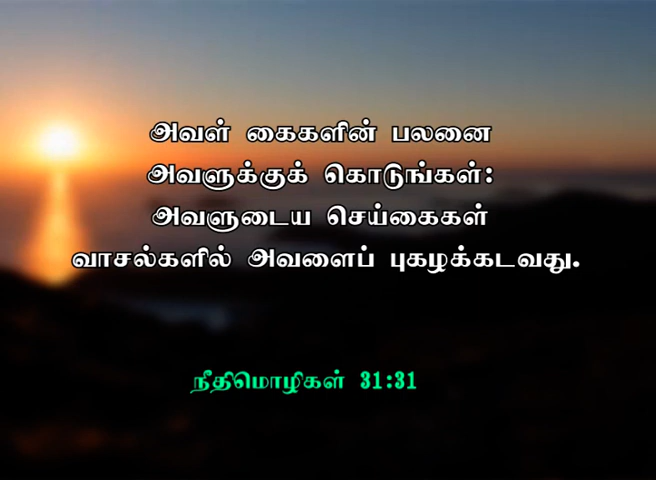 அவள் கைகளின் பலனை
அவளுக்குக் கொடுங்கள்:
அவளுடைய செய்கைகள்
வாசல்களில் அவளைப் புகழக்கடவது.
நீதிமொழிகள் 31:31